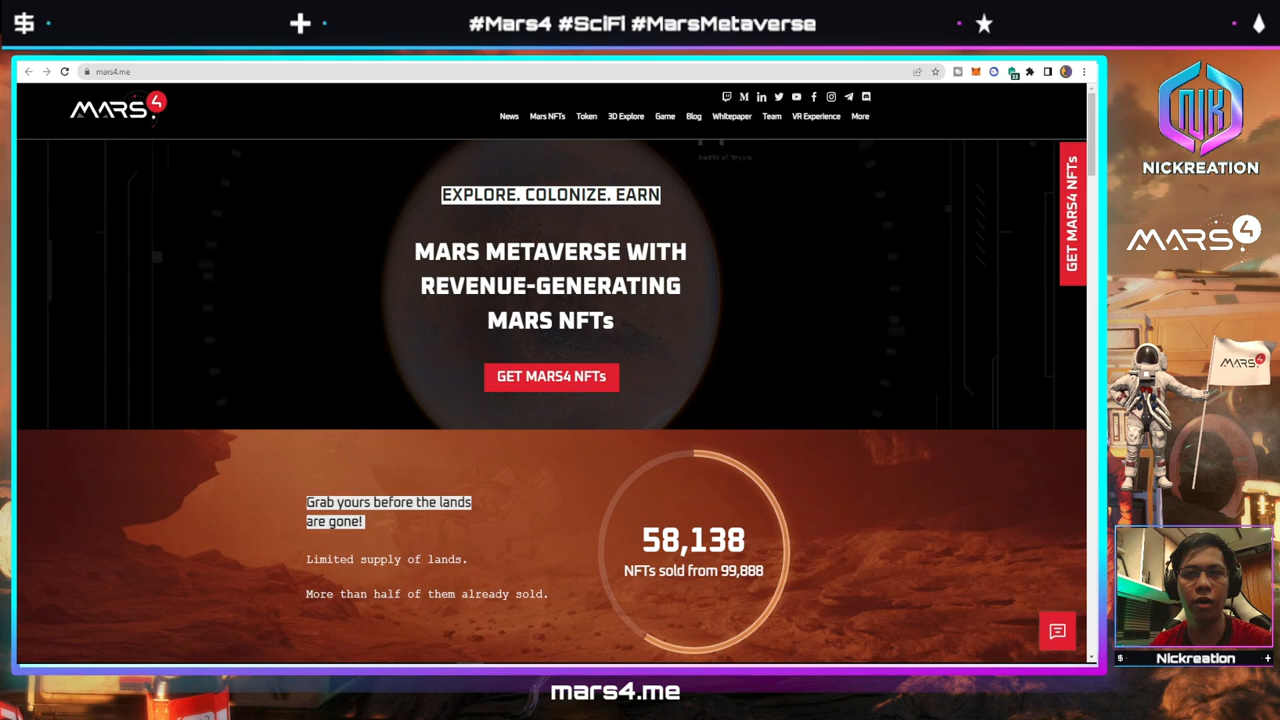 #Mars4 #SciFi #MarsMetaverse
mars4.me
33
MARS4
News Mars NFTs Token 3D Explore Game Blog Whitepaper Team VR Experience More
EXPLORE. COLONIZE. EARN
MARS METAVERSE WITH
REVENUE-GENERATING
MARS NFTs
GET MARS4 NFTs
GET MARS4 NFTs
Grab yours before the lands
are gone!
Limited supply of lands.
More than half of them already sold.
58,138
NFTs sold from 99,888
NK
NICKREATION
MARS4
MARS4
Nickreation
mars4.me